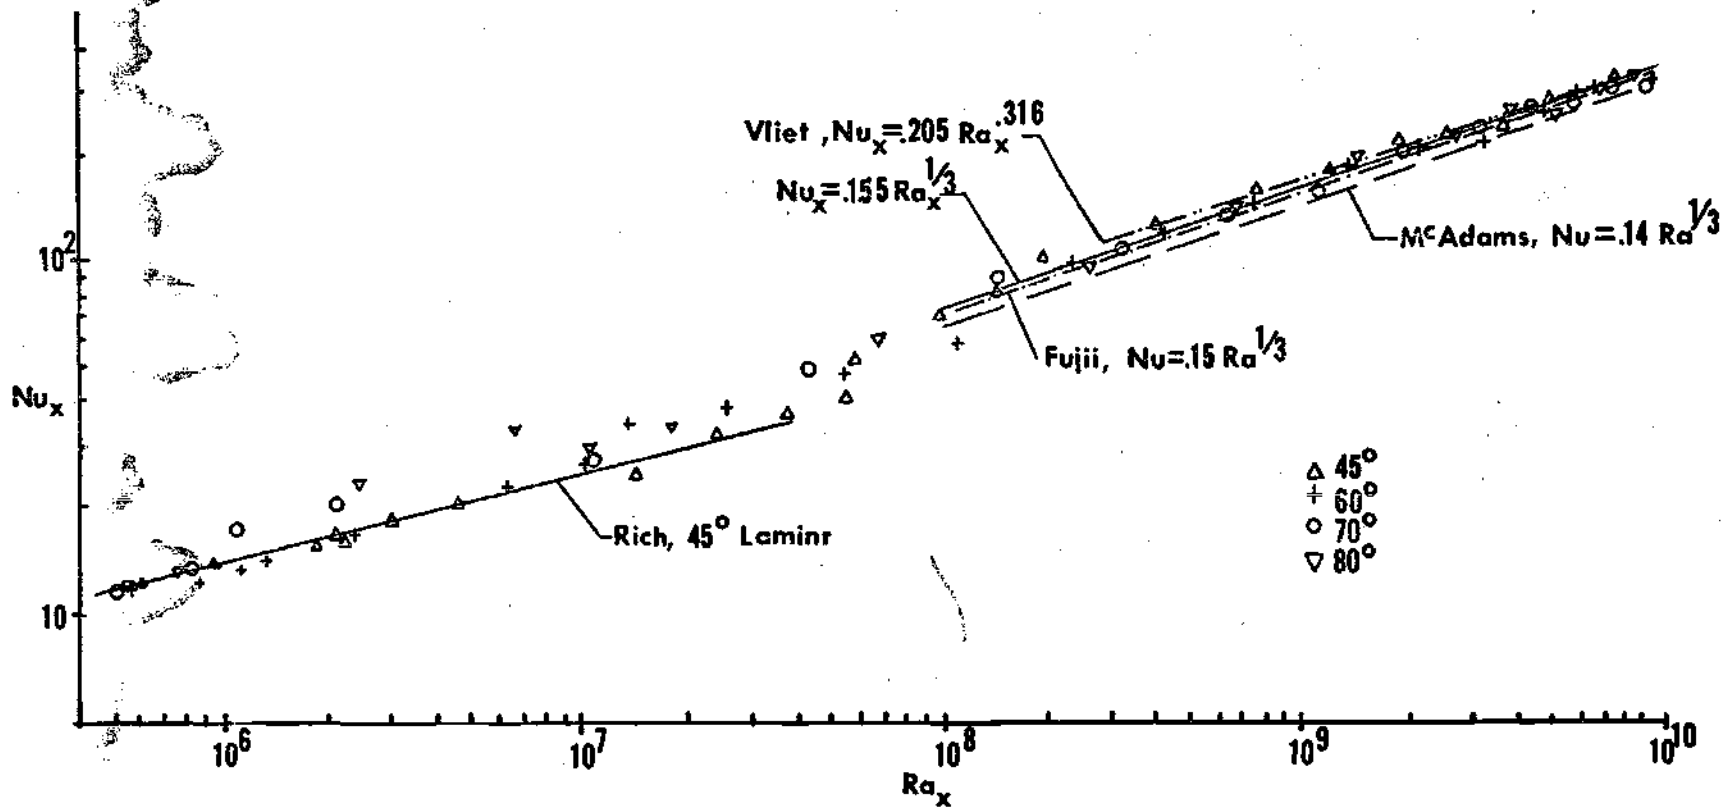 Vliet , Nu_x=.205 Ra_x^.316
Nu_x=.155 Ra_x^1/3
McAdams, Nu=.14 Ra^1/3
Fujii, Nu=.15 Ra^1/3
10^2
Nu_x
10
Rich, 45° Laminr
△ 45°
+ 60°
○ 70°
▽ 80°
10^6 10^7 10^8 10^9 10^10
Ra_x